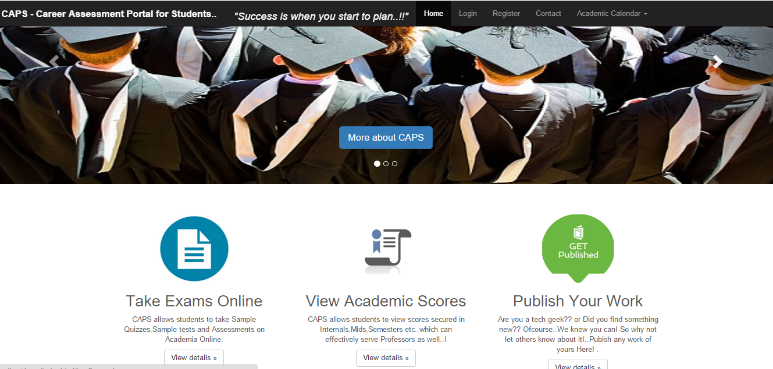 CAPS - Career Assessment Portal for Students..
"Success is when you start to plan..!!"
Home
Login
Register
Contact
Academic Calendar
More about CAPS
GET
Published
Take Exams Online
CAPS allows students to take Sample
Quizzes,Sample tests and Assessments on
Academia Online.
View details »
View Academic Scores
CAPS allows students to view scores secured in
Internals,Mids,Semesters etc..which can
effectively serve Professors as well..!
View details »
Publish Your Work
Are you a tech geek?? or Did you find something
new?? Ofcourse..We knew you can! So why not
let others know about it!..Publish any work of
yours Here! .
View details »